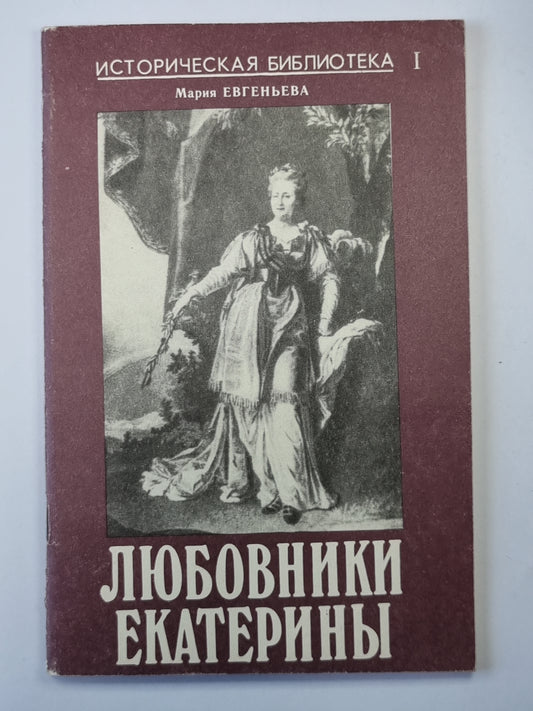 ИСТОРИЧЕСКАЯ БИБЛИОТЕКА I
Мария ЕВГЕНЬЕВА
ЛЮБОВНИКИ
ЕКАТЕРИНЫ